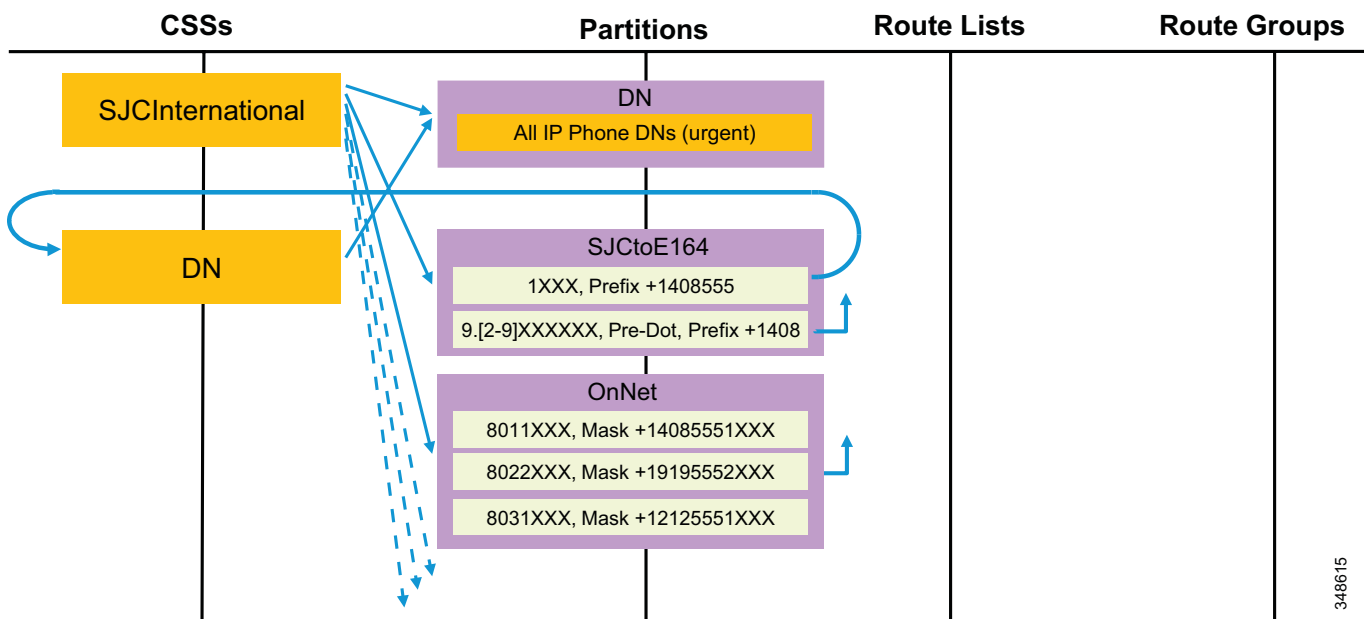 CSSs
Partitions
Route Lists
Route Groups
SJCInternational
DN
DN
All IP Phone DNs (urgent)
SJCtoE164
1XXX, Prefix +1408555
9.[2-9]XXXXXX, Pre-Dot, Prefix +1408
OnNet
8011XXX, Mask +14085551XXX
8022XXX, Mask +19195552XXX
8031XXX, Mask +12125551XXX
348615